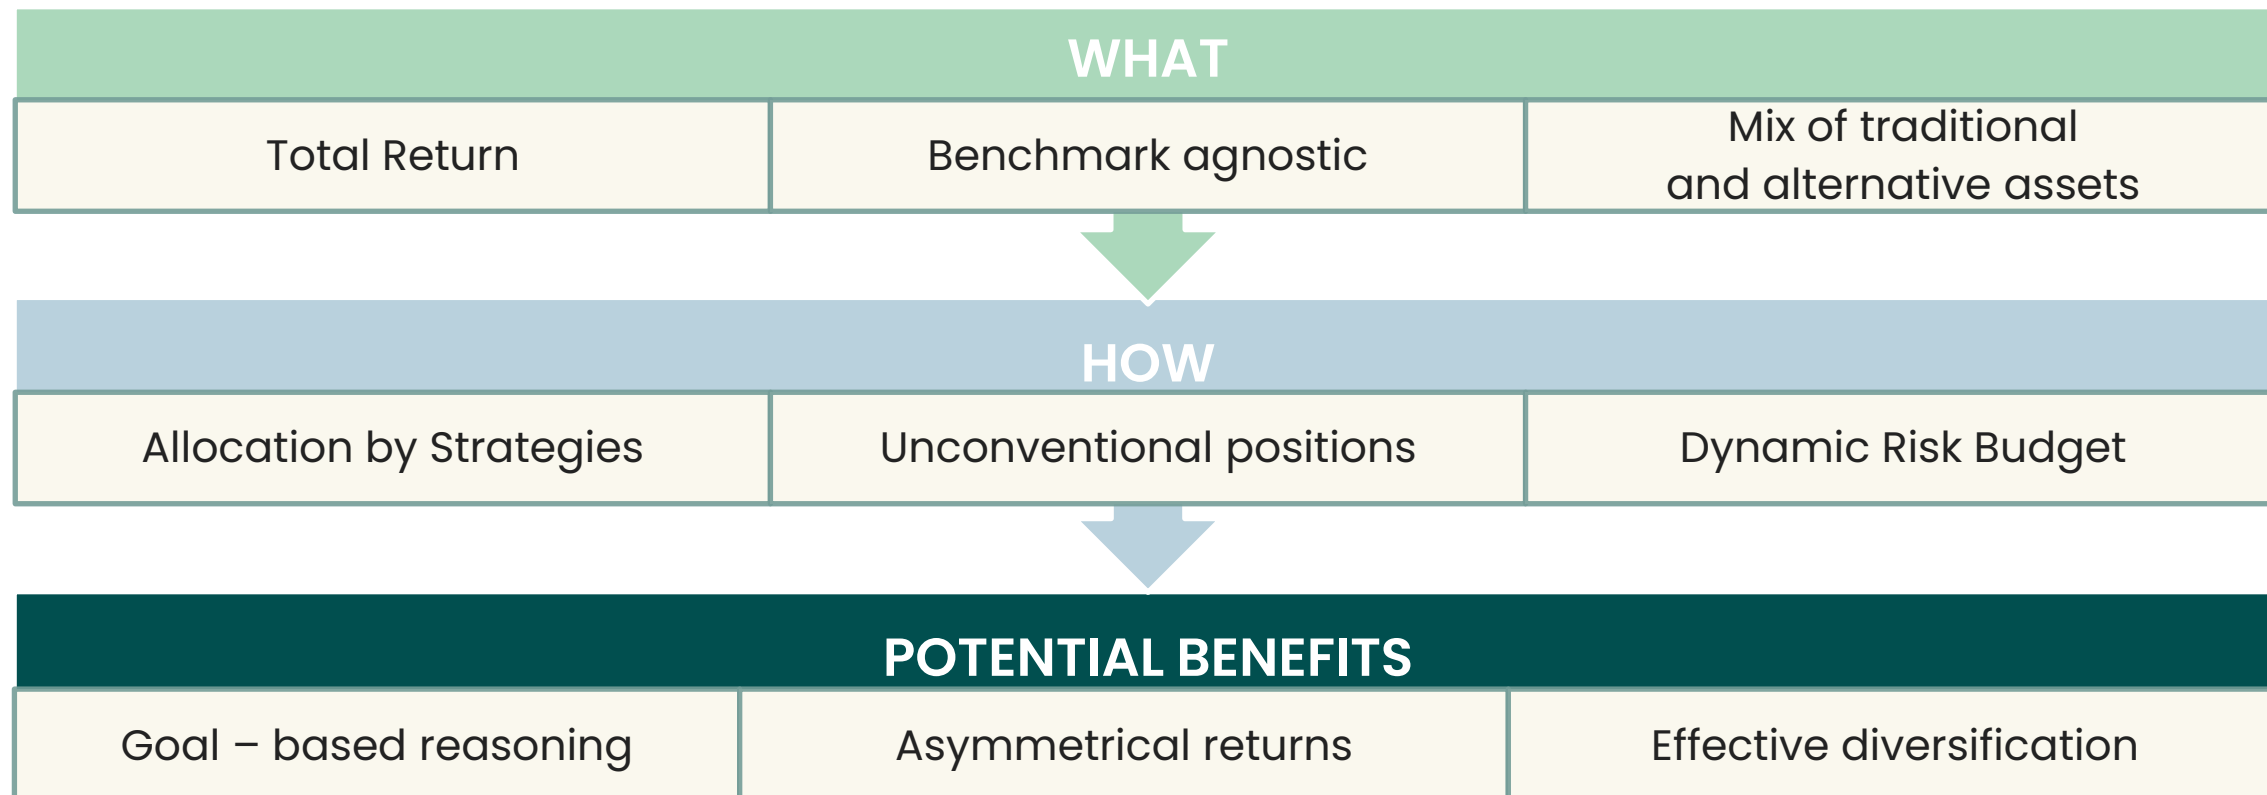 WHAT
Total Return
Benchmark agnostic
Mix of traditional
and alternative assets
HOW
Allocation by Strategies
Unconventional positions
Dynamic Risk Budget
POTENTIAL BENEFITS
Goal – based reasoning
Asymmetrical returns
Effective diversification